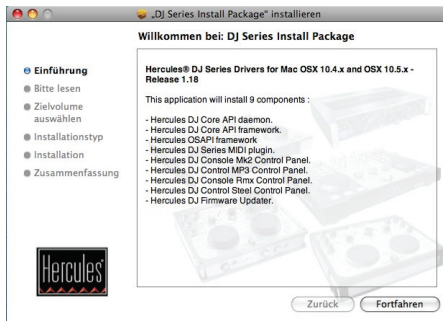 „DJ Series Install Package“ installieren
Willkommen bei: DJ Series Install Package
Einführung
Bitte lesen
Zielvolume
auswählen
Installationstyp
Installation
Zusammenfassung
Hercules® DJ Series Drivers for Mac OSX 10.4.x and OSX 10.5.x -
Release 1.18
This application will install 9 components :
- Hercules DJ Core API daemon.
- Hercules DJ Core API framework.
- Hercules OSAPI framework
- Hercules DJ Series MIDI plugin.
- Hercules DJ Console Mk2 Control Panel.
- Hercules DJ Control MP3 Control Panel.
- Hercules DJ Console Rmx Control Panel.
- Hercules DJ Control Steel Control Panel.
- Hercules DJ Firmware Updater.
Hercules
Zurück
Fortfahren